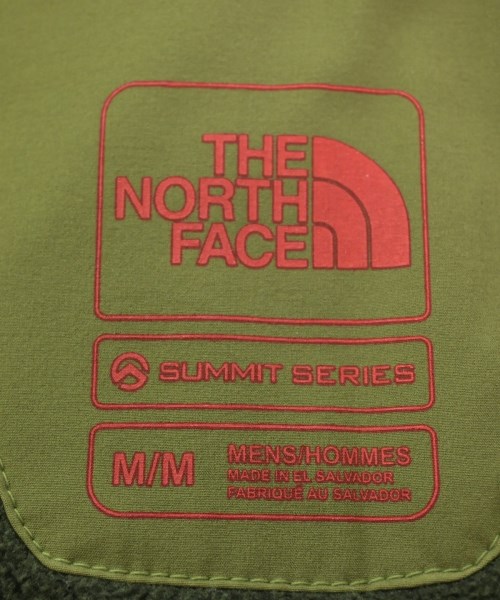 THE
NORTH
FACE
SUMMIT SERIES
M/M
MENS/HOMMES
MADE IN EL SALVADOR
FABRIQUÉ AU SALVADOR